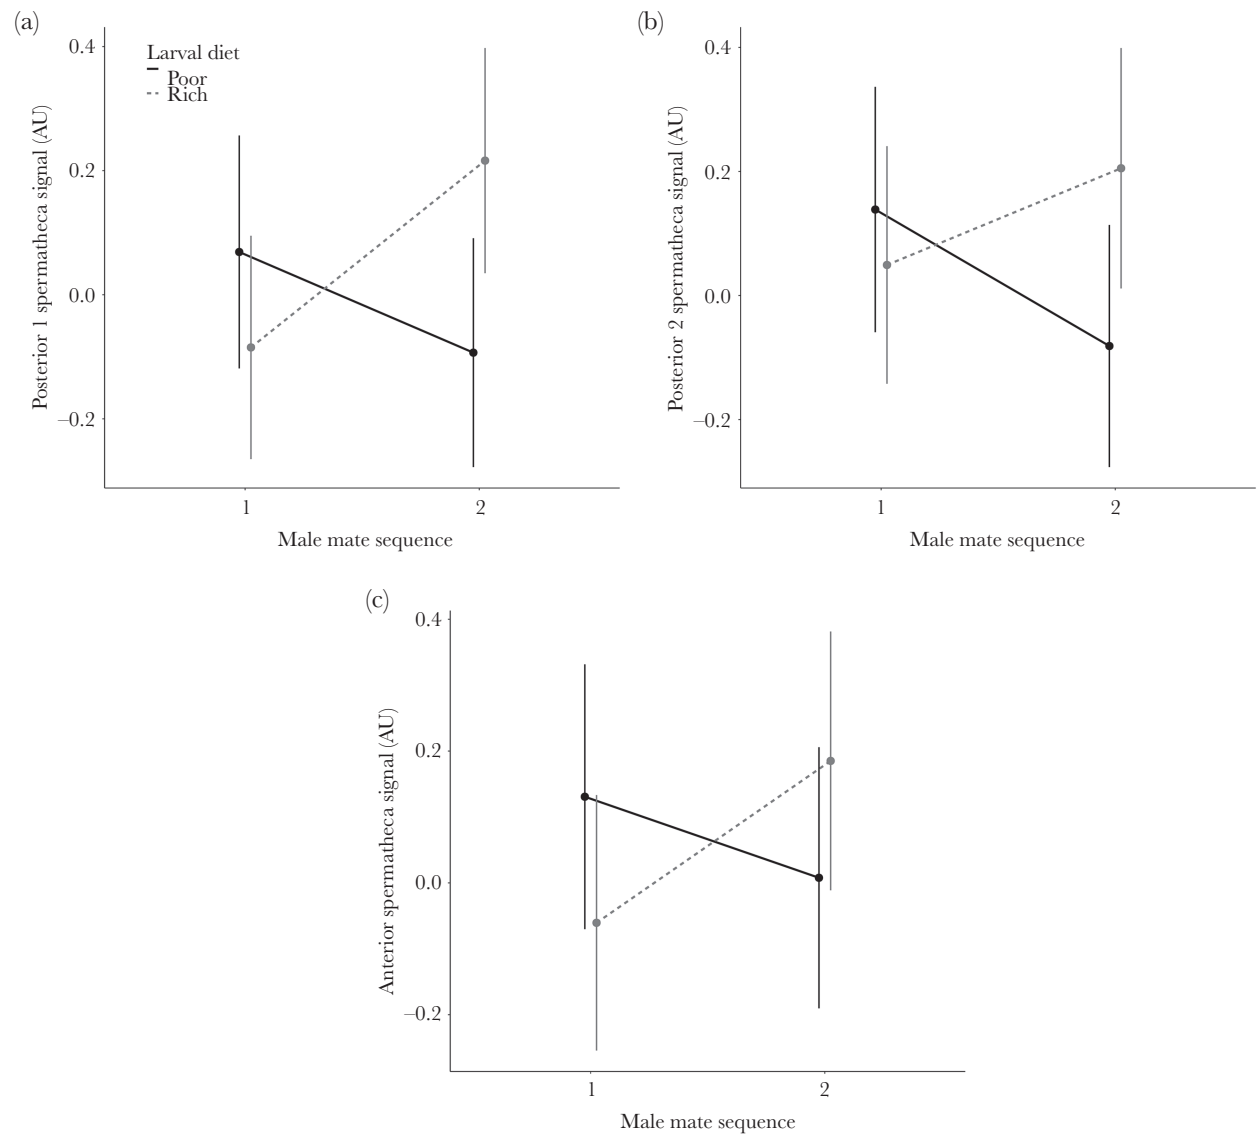 (a)
Posterior 1 spermatheca signal (AU)
0.4
0.2
0.0
–0.2
Larval diet
Poor
Rich
1
2
Male mate sequence
(b)
Posterior 2 spermatheca signal (AU)
0.4
0.2
0.0
–0.2
1
2
Male mate sequence
(c)
Anterior spermatheca signal (AU)
0.4
0.2
0.0
–0.2
1
2
Male mate sequence